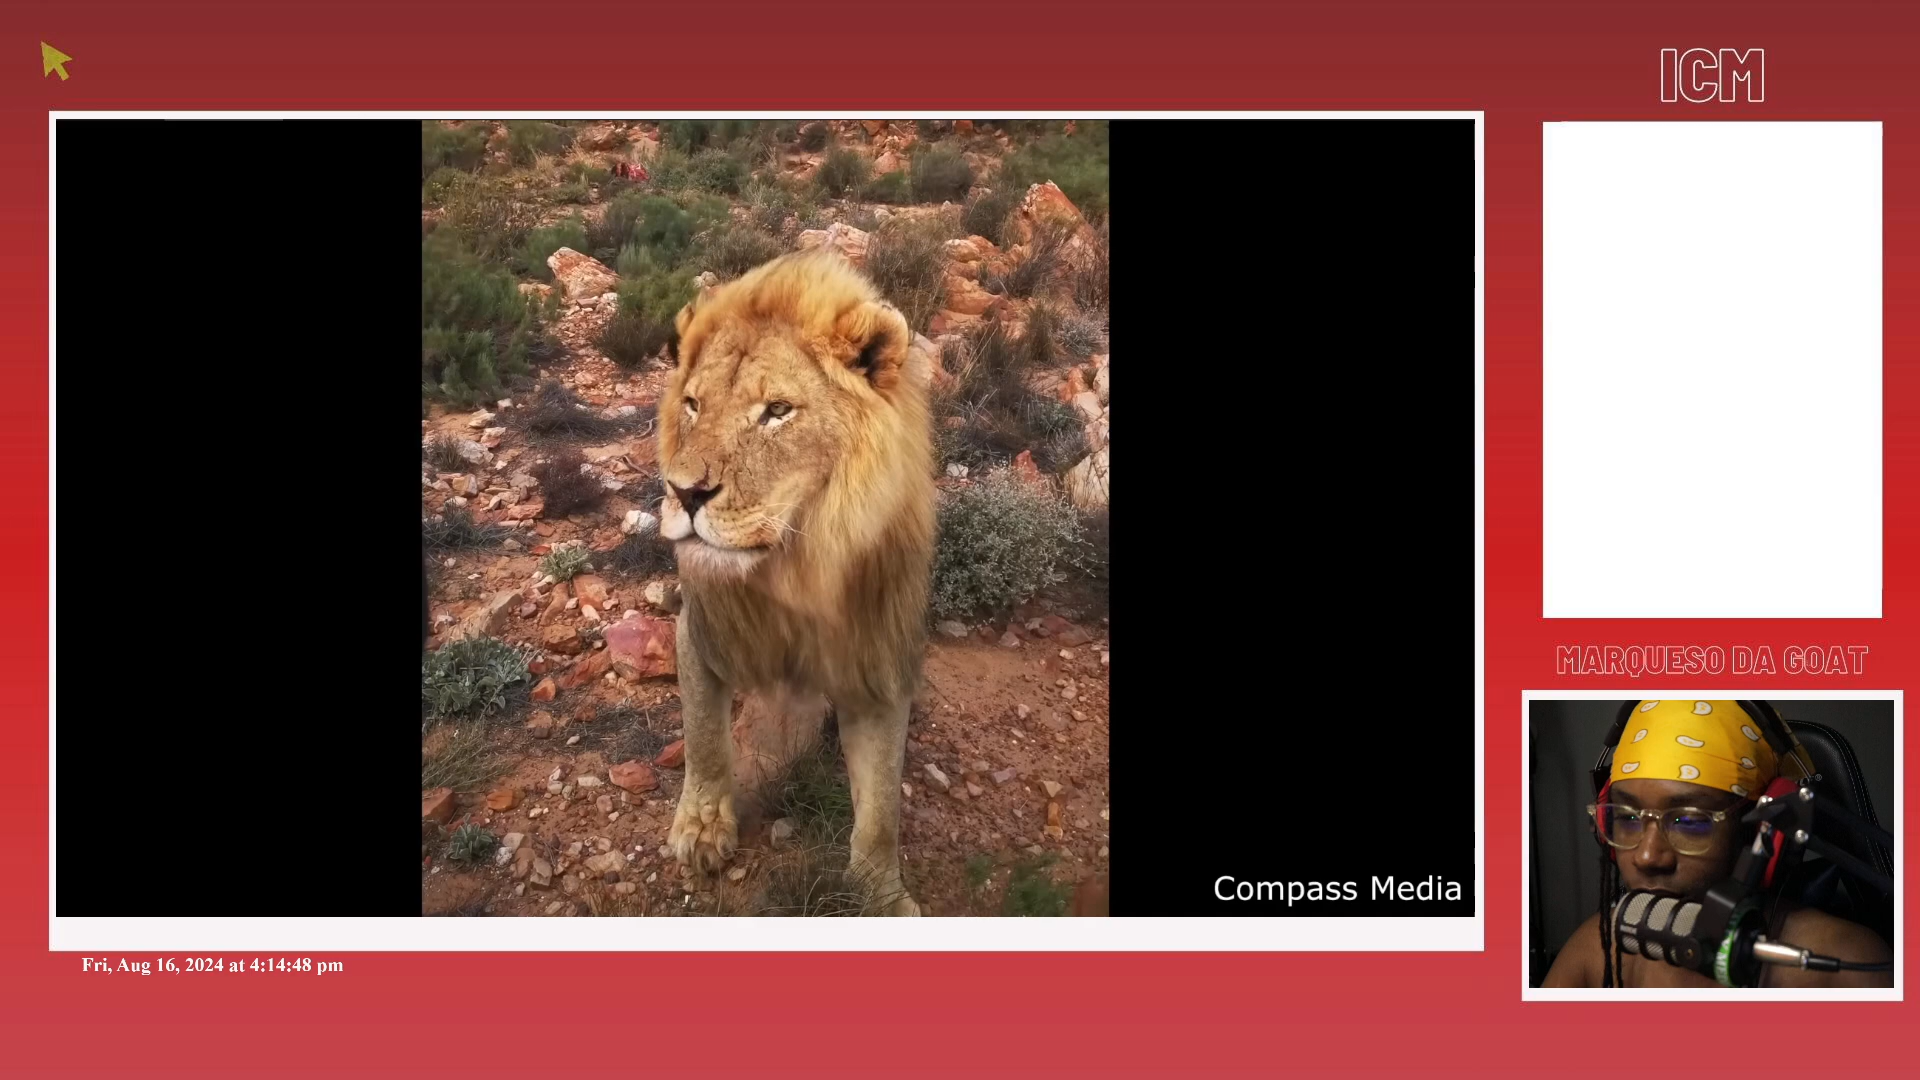 ICM
Compass Media
MARQUESO DA GOAT
Fri, Aug 16, 2024 at 4:14:48 pm